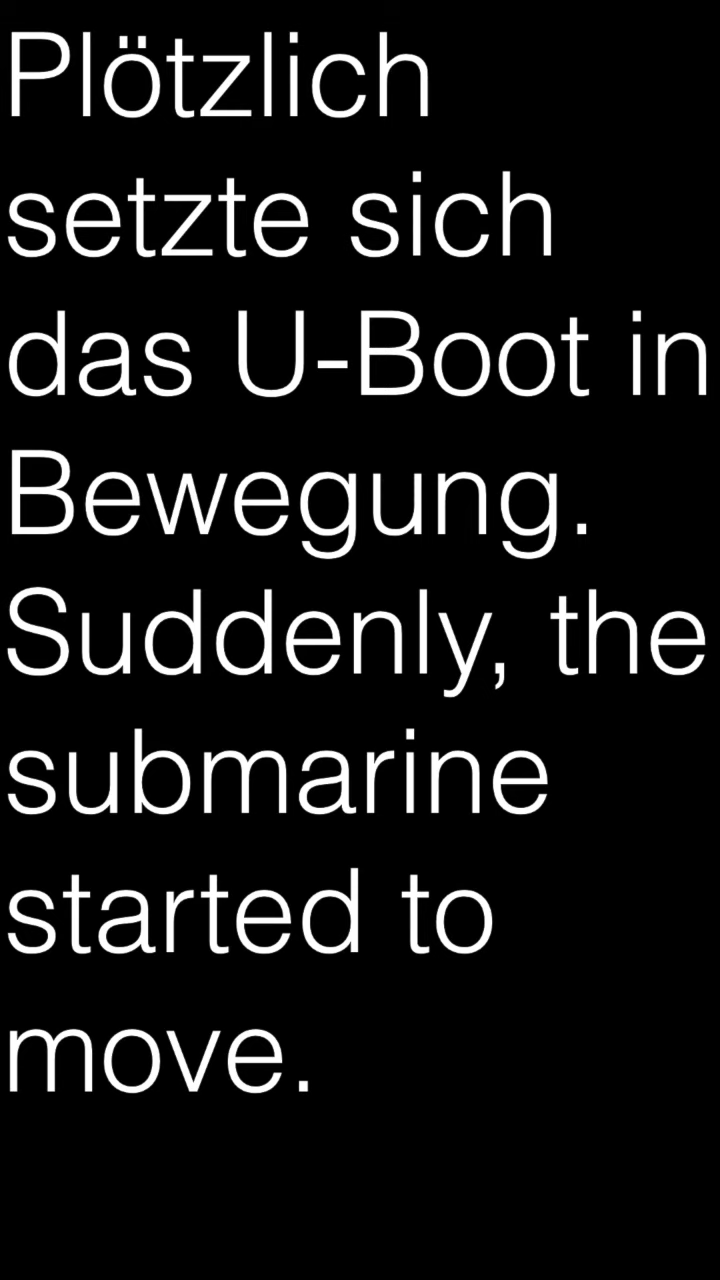 Plötzlich
setzte sich
das U-Boot in
Bewegung.
Suddenly, the
submarine
started to
move.